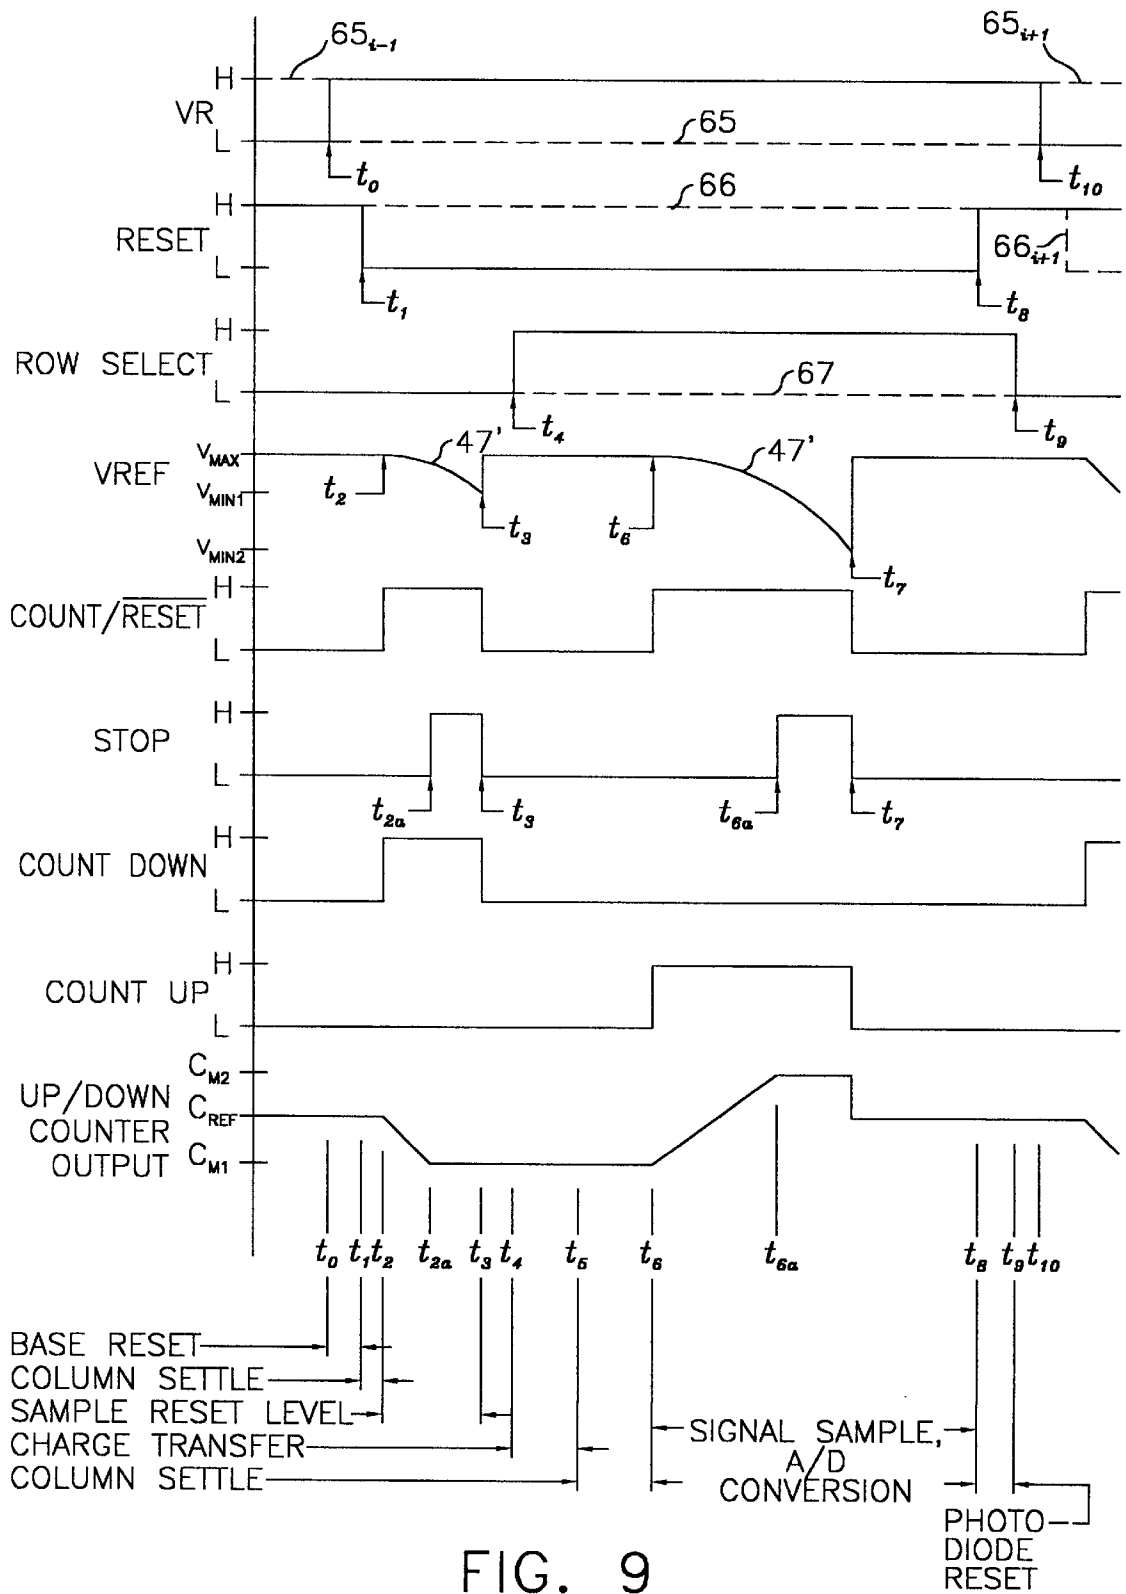 65i-1
65i+1
H
VR
L
65
t0
t10
H
66
RESET
L
66i+1
t1
t8
H
ROW SELECT
L
67
t4
t9
VMAX
47'
47'
VREF
t2
VMIN1
t3
t6
VMIN2
t7
H
COUNT/RESET
L
H
STOP
L
t2a
t3
t6a
t7
H
COUNT DOWN
L
H
COUNT UP
L
CM2
UP/DOWN
CREF
COUNTER
OUTPUT
CM1
t0 t1 t2 t2a t3 t4 t5 t6 t6a t8 t9 t10
BASE RESET
COLUMN SETTLE
SAMPLE RESET LEVEL
SIGNAL SAMPLE,
CHARGE TRANSFER
A/D
COLUMN SETTLE
CONVERSION
PHOTO
DIODE
RESET
FIG. 9